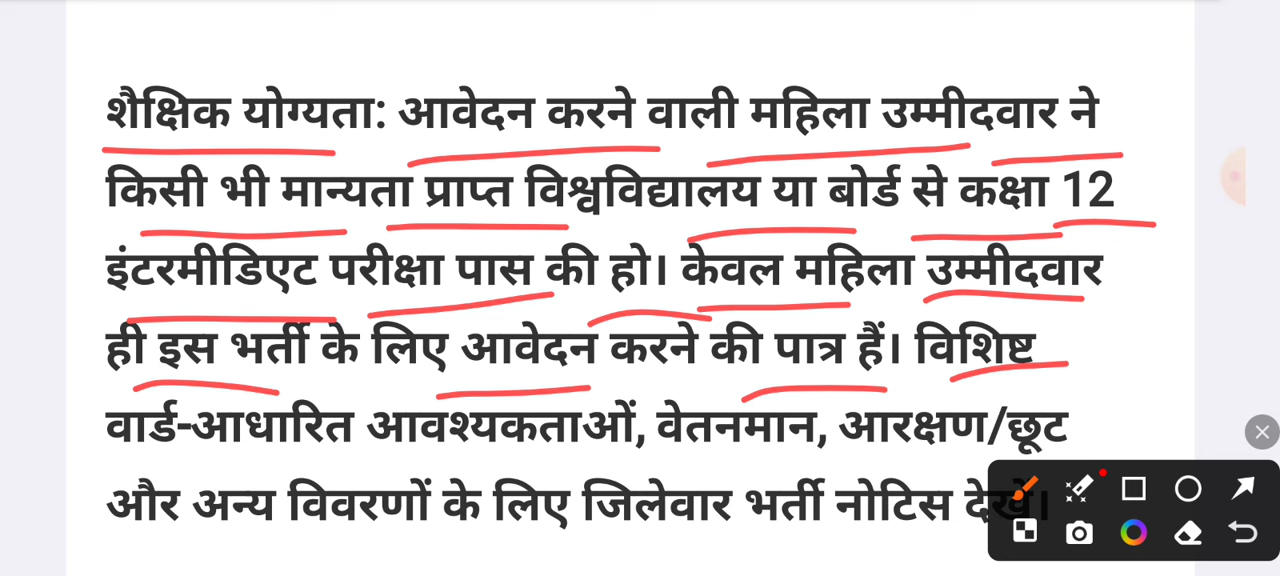 शैक्षिक योग्यता: आवेदन करने वाली महिला उम्मीदवार ने
किसी भी मान्यता प्राप्त विश्वविद्यालय या बोर्ड से कक्षा 12
इंटरमीडिएट परीक्षा पास की हो। केवल महिला उम्मीदवार
ही इस भर्ती के लिए आवेदन करने की पात्र हैं। विशिष्ट
वार्ड-आधारित आवश्यकताओं, वेतनमान, आरक्षण/छूट
और अन्य विवरणों के लिए जिलेवार भर्ती नोटिस देखें।